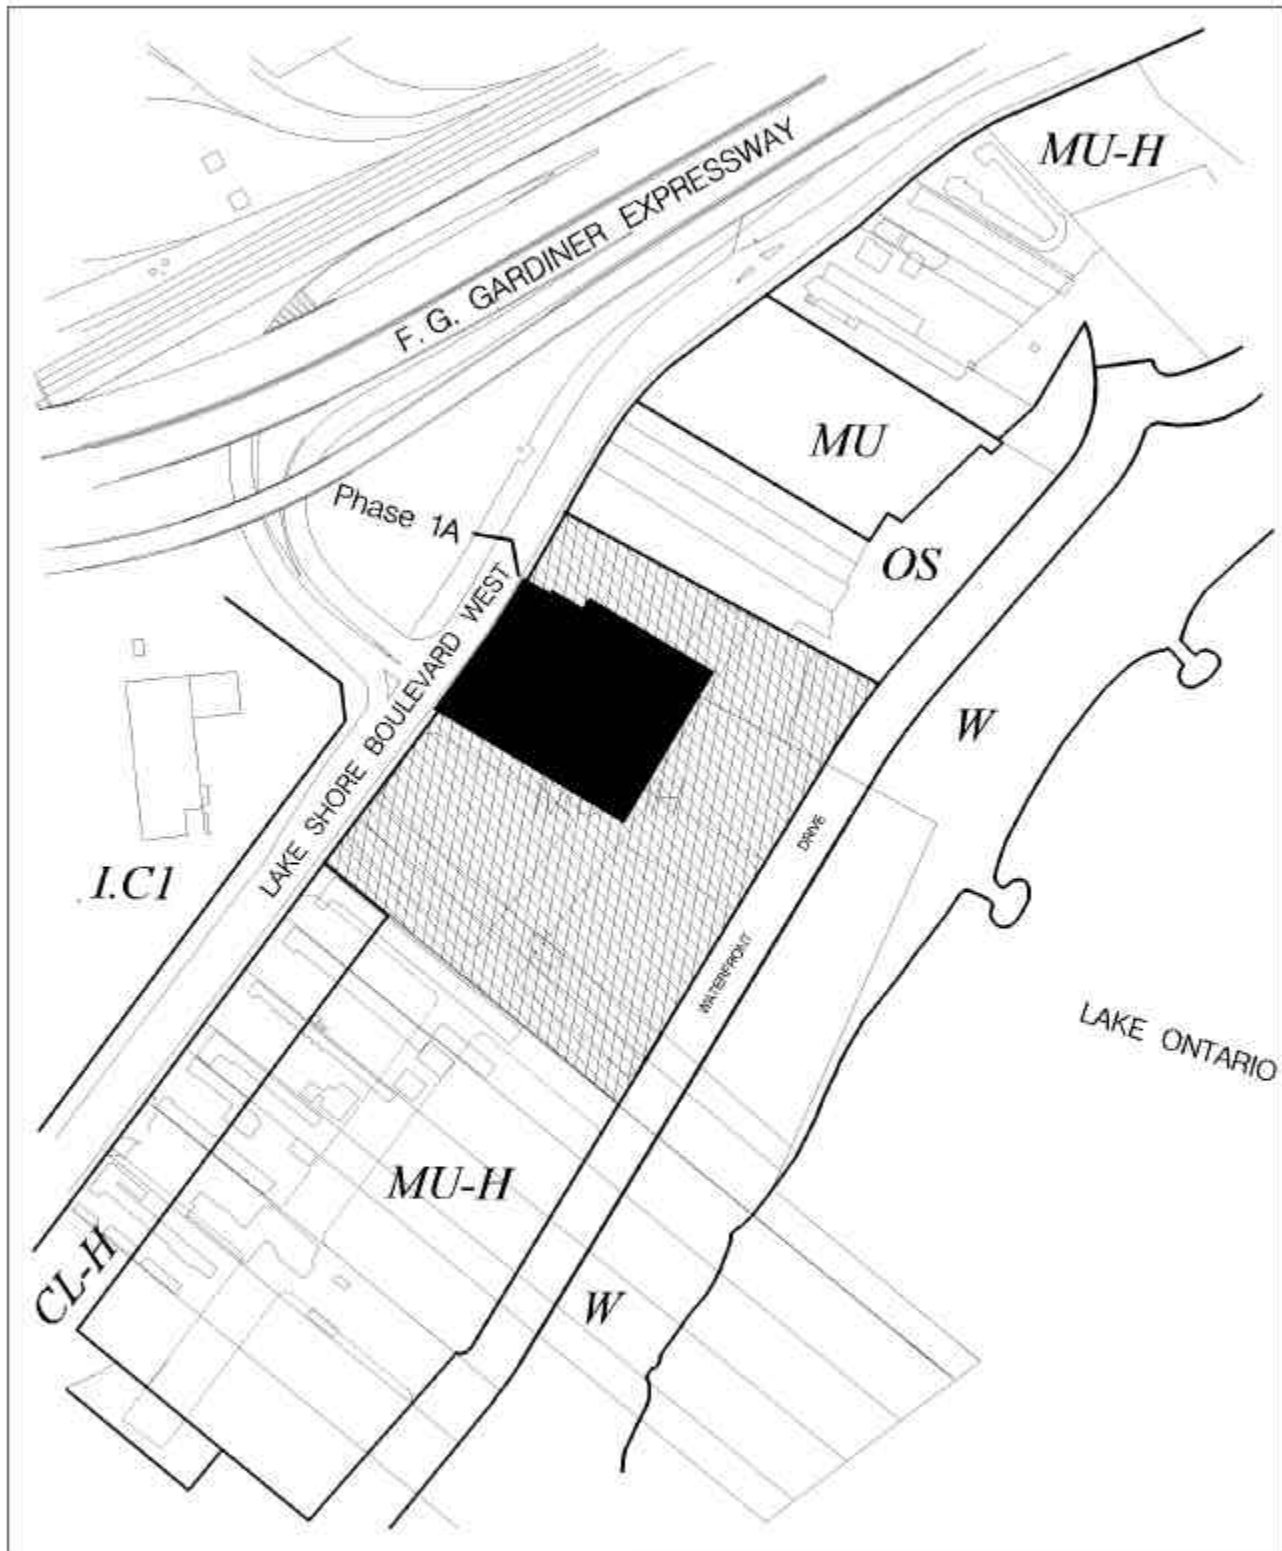 MU-H
F. G. GARDINER EXPRESSWAY
MU
Phase 1A
OS
LAKE SHORE BOULEVARD WEST
W
DRIVE
I.C1
WATERFRONT
LAKE ONTARIO
MU-H
CL-H
W